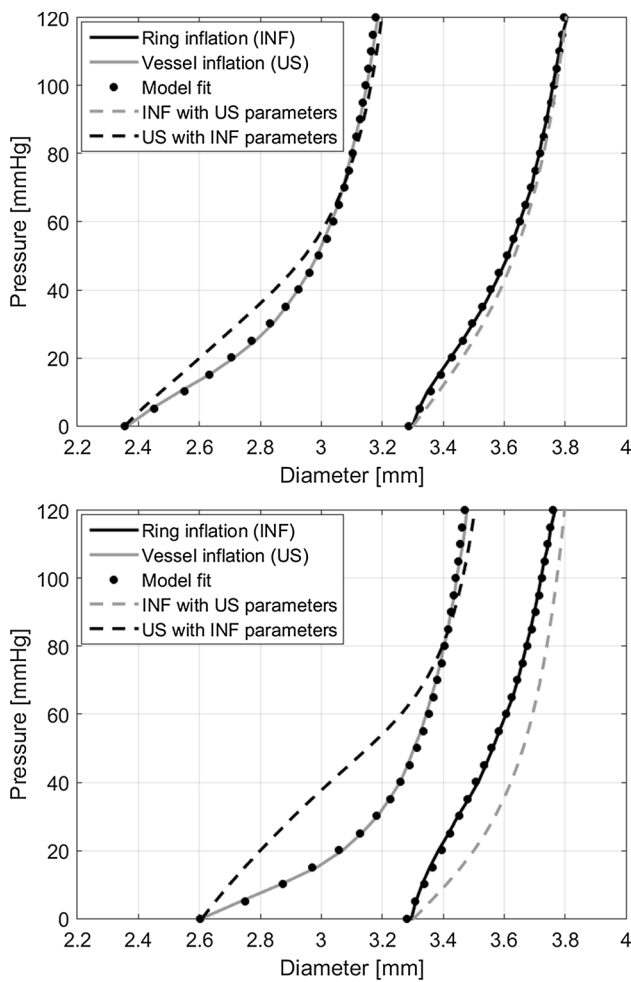 120
100
80
60
40
20
0
Pressure [mmHg]
Ring inflation (INF)
Vessel inflation (US)
Model fit
INF with US parameters
US with INF parameters
2.2 2.4 2.6 2.8 3 3.2 3.4 3.6 3.8 4
Diameter [mm]
120
100
80
60
40
20
0
Pressure [mmHg]
Ring inflation (INF)
Vessel inflation (US)
Model fit
INF with US parameters
US with INF parameters
2.2 2.4 2.6 2.8 3 3.2 3.4 3.6 3.8 4
Diameter [mm]